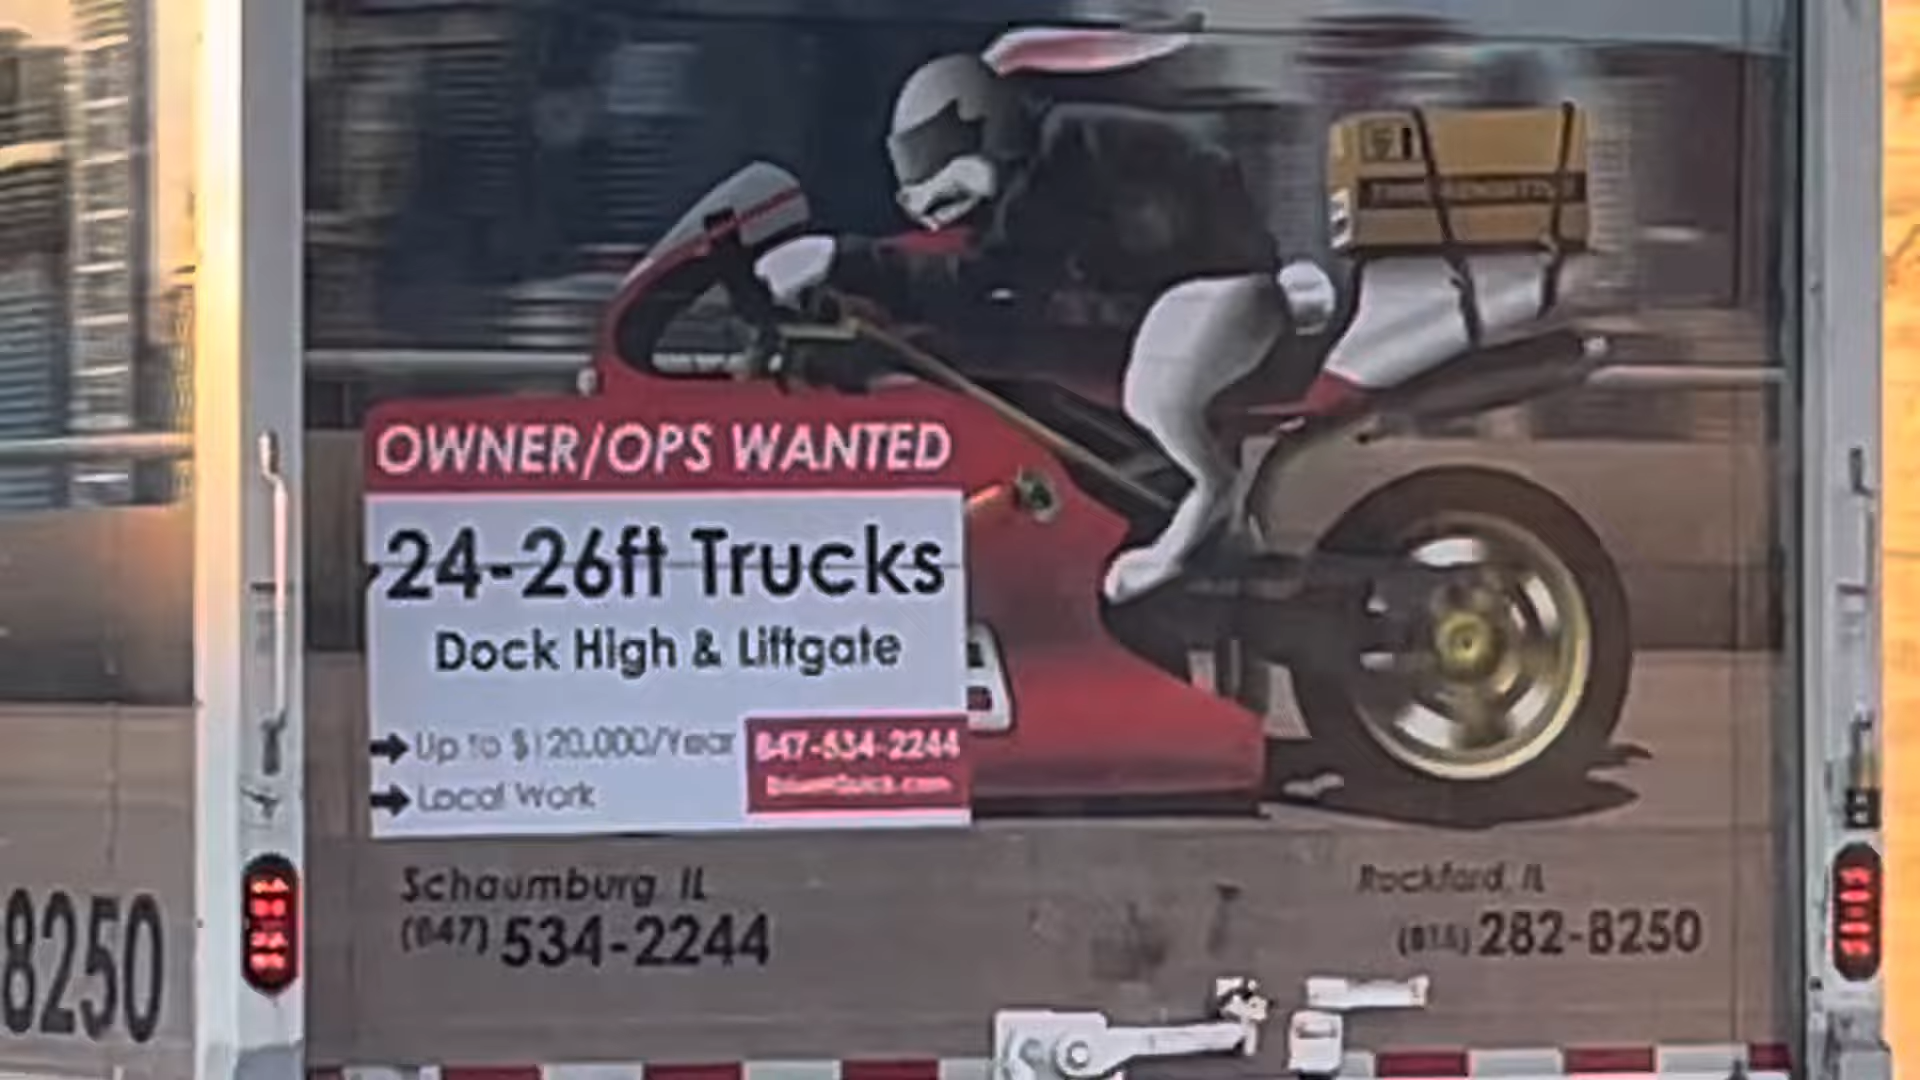 OWNER/OPS WANTED
24-26ft Trucks
Dock High & Liftgate
Up to $120,000/Year
Local Work
847-534-2244
Schaumburg, IL
(847) 534-2244
Rockford, IL
(815) 282-8250
8250